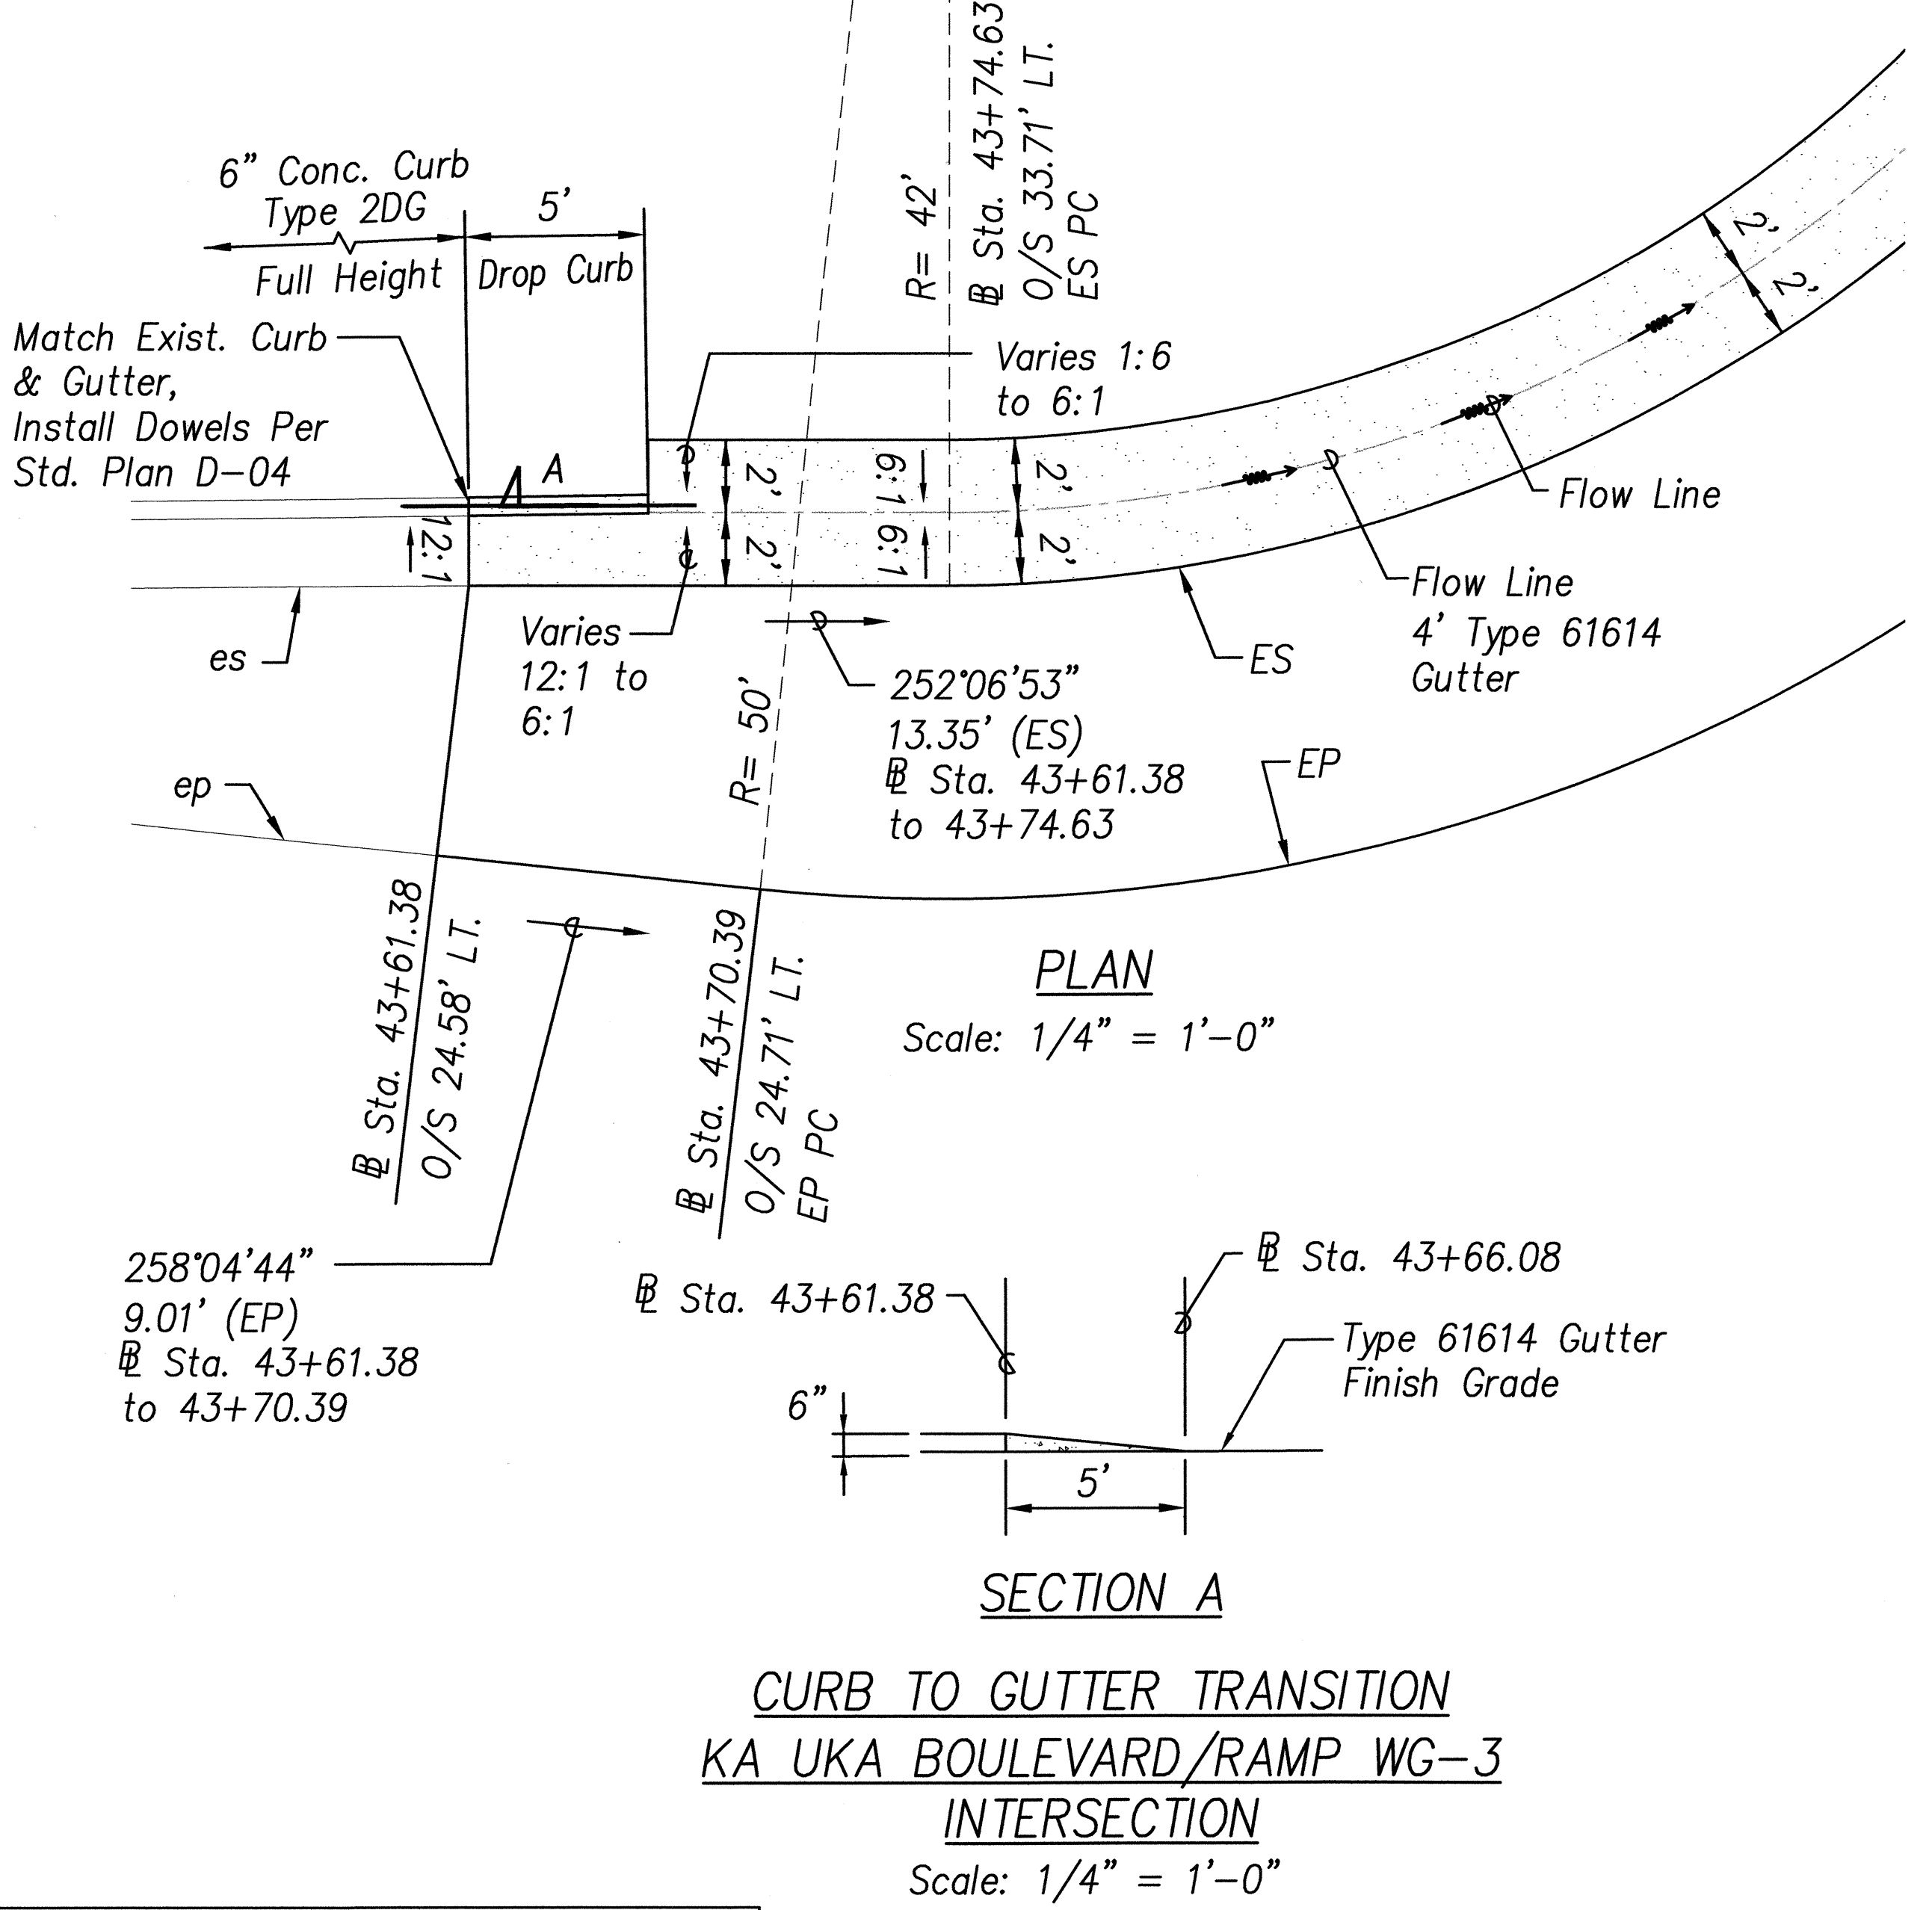 6” Conc. Curb
Type 2DG
Full Height
5’
Drop Curb
Match Exist. Curb
& Gutter,
Install Dowels Per
Std. Plan D-04
A
R= 42’
BL Sta. 43+74.63
O/S 33.71’ LT.
ES PC
Varies 1:6
to 6:1
2’
2’
6:1
6:1
2’
2’
2’
2’
12:1
Flow Line
Flow Line
4’ Type 61614
Gutter
es
Varies
12:1 to
6:1
ES
252°06’53”
13.35’ (ES)
BL Sta. 43+61.38
to 43+74.63
R= 50’
EP
ep
BL Sta. 43+61.38
O/S 24.58’ LT.
BL Sta. 43+70.39
O/S 24.71’ LT.
EP PC
PLAN
Scale: 1/4” = 1’-0”
258°04’44”
9.01’ (EP)
BL Sta. 43+61.38
to 43+70.39
BL Sta. 43+61.38
BL Sta. 43+66.08
Type 61614 Gutter
Finish Grade
6”
5’
SECTION A
CURB TO GUTTER TRANSITION
KA UKA BOULEVARD/RAMP WG-3
INTERSECTION
Scale: 1/4” = 1’-0”